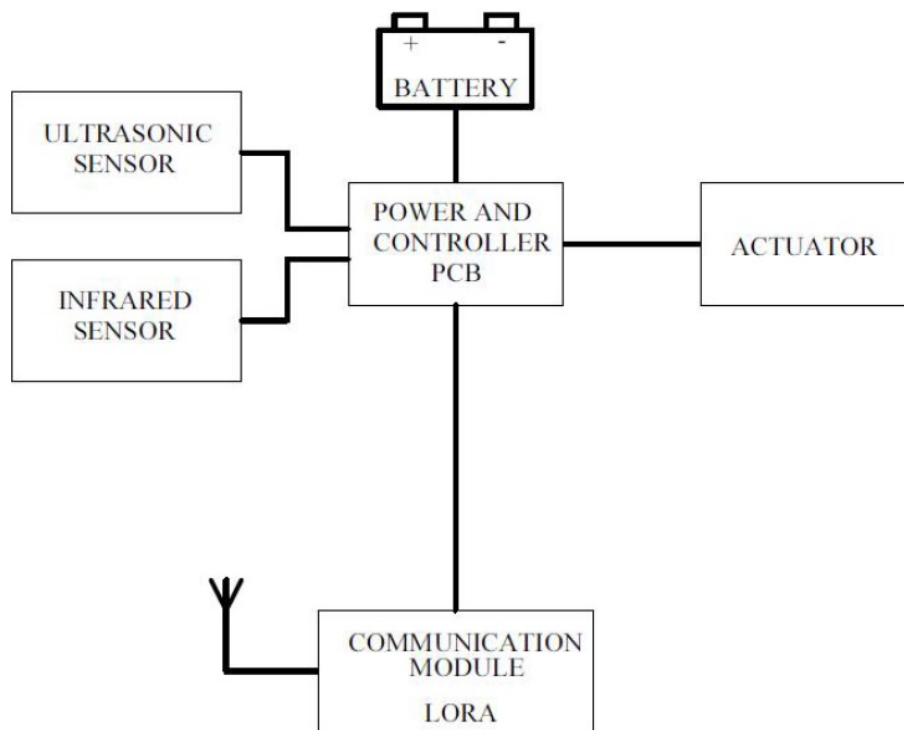 + -
BATTERY
ULTRASONIC
SENSOR
POWER AND
CONTROLLER
PCB
ACTUATOR
INFRARED
SENSOR
COMMUNICATION
MODULE
LORA